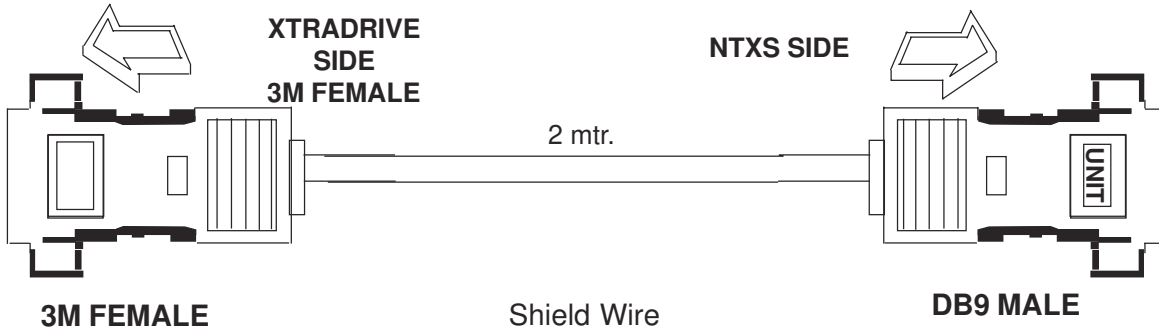 XTRADRIVE
SIDE
3M FEMALE
NTXS SIDE
2 mtr.
UNIT
3M FEMALE
Shield Wire
DB9 MALE